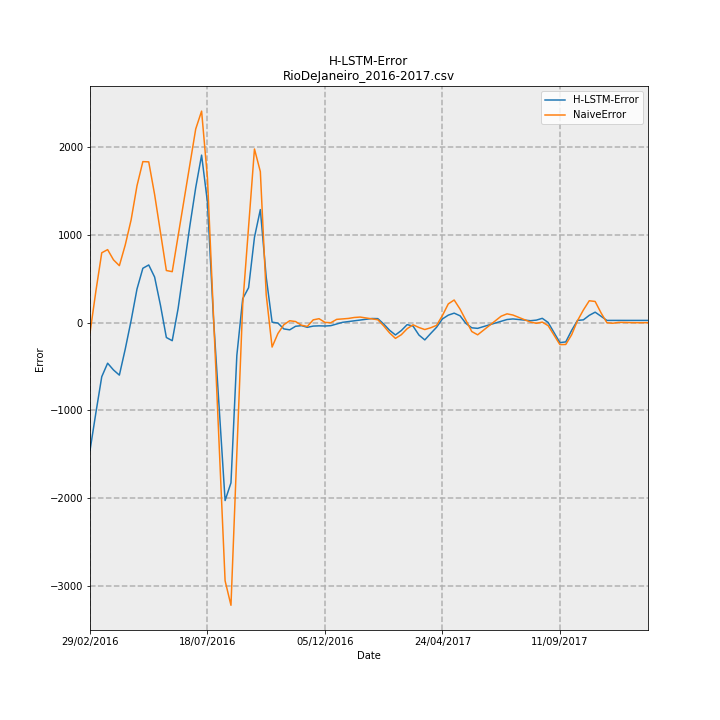 H-LSTM-Error
RioDeJaneiro_2016-2017.csv
H-LSTM-Error
NaiveError
2000
1000
0
−1000
−2000
−3000
Error
29/02/2016
18/07/2016
05/12/2016
24/04/2017
11/09/2017
Date